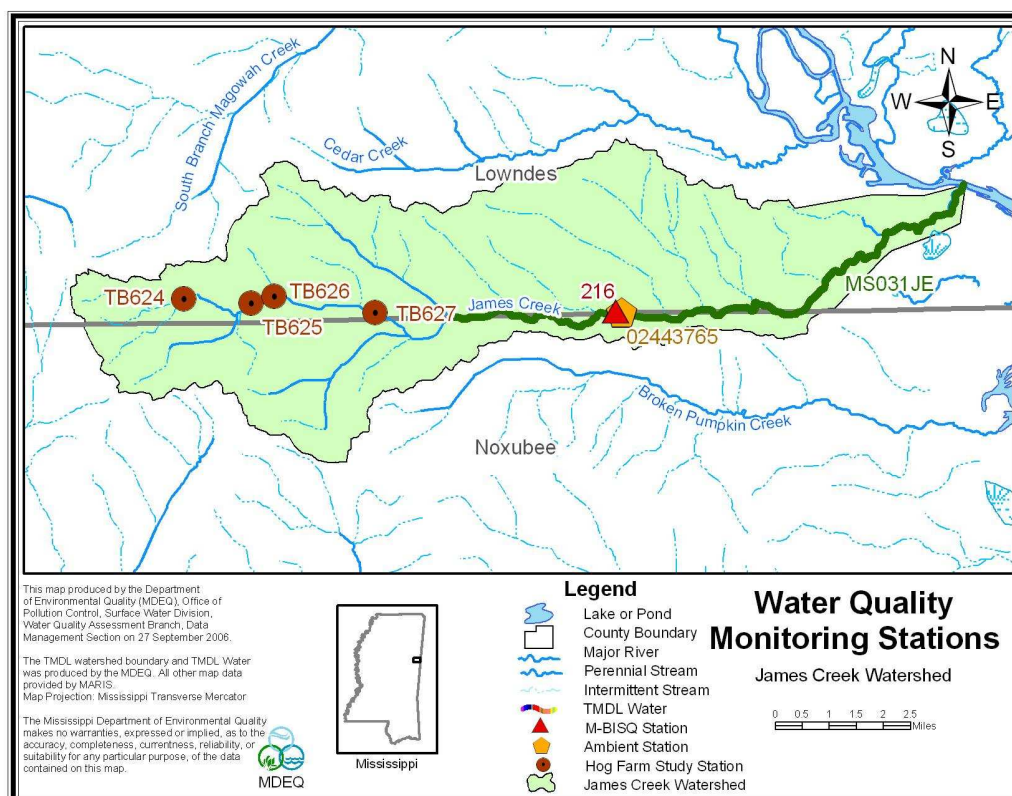 N
W E
S
South Branch Magowah Creek
Cedar Creek
Lowndes
MS031JE
TB624
TB626
TB625
TB627
James Creek
216
02443765
Broken Pumpkin Creek
Noxubee
This map produced by the Department
of Environmental Quality (MDEQ), Office of
Pollution Control, Surface Water Division,
Water Quality Assessment Branch, Data
Management Section on 27 September 2006.
The TMDL watershed boundary and TMDL Water
was produced by the MDEQ. All other map data
provided by MARIS.
Map Projection: Mississippi Transverse Mercator
The Mississippi Department of Environmental Quality
makes no warranties, expressed or implied, as to the
accuracy, completeness, currentness, reliability, or
suitability for any particular purpose, of the data
contained on this map.
MDEQ
Mississippi
Legend
Lake or Pond
County Boundary
Major River
Perennial Stream
Intermittent Stream
TMDL Water
M-BISQ Station
Ambient Station
Hog Farm Study Station
James Creek Watershed
Water Quality
Monitoring Stations
James Creek Watershed
0 0.5 1 1.5 2 2.5
Miles